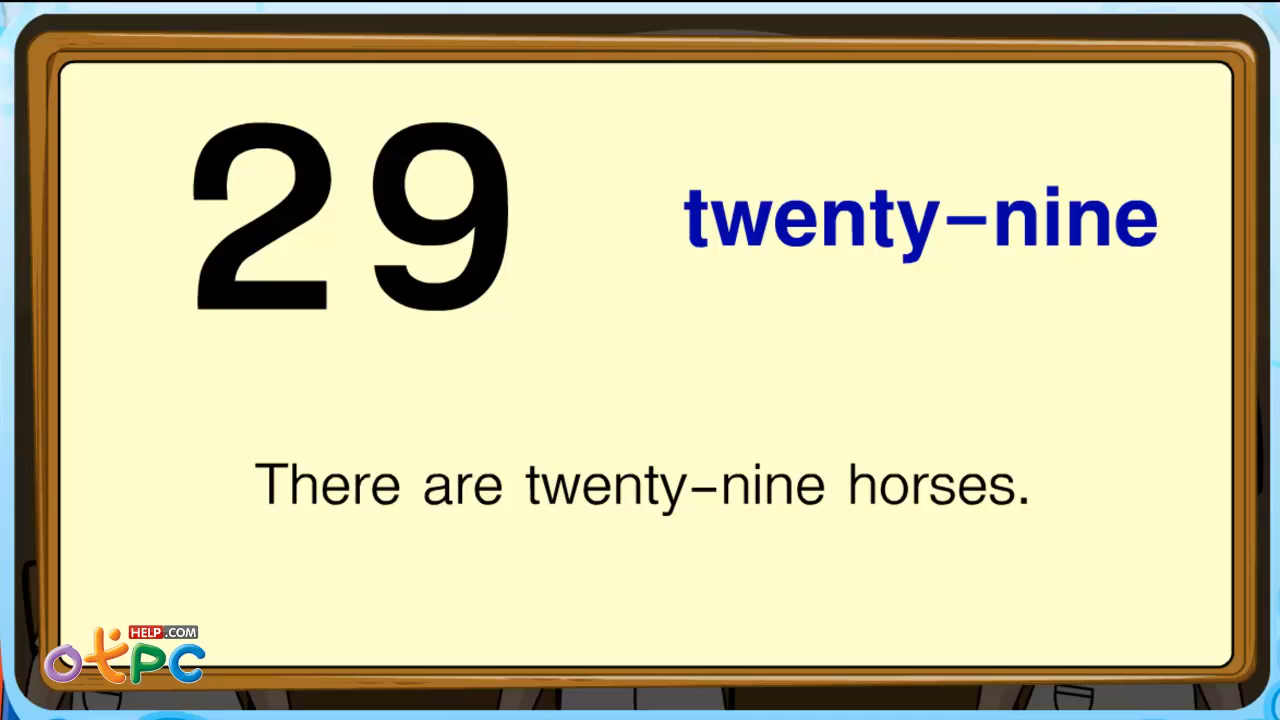 29
twenty-nine
There are twenty-nine horses.
HELP.COM
otPC